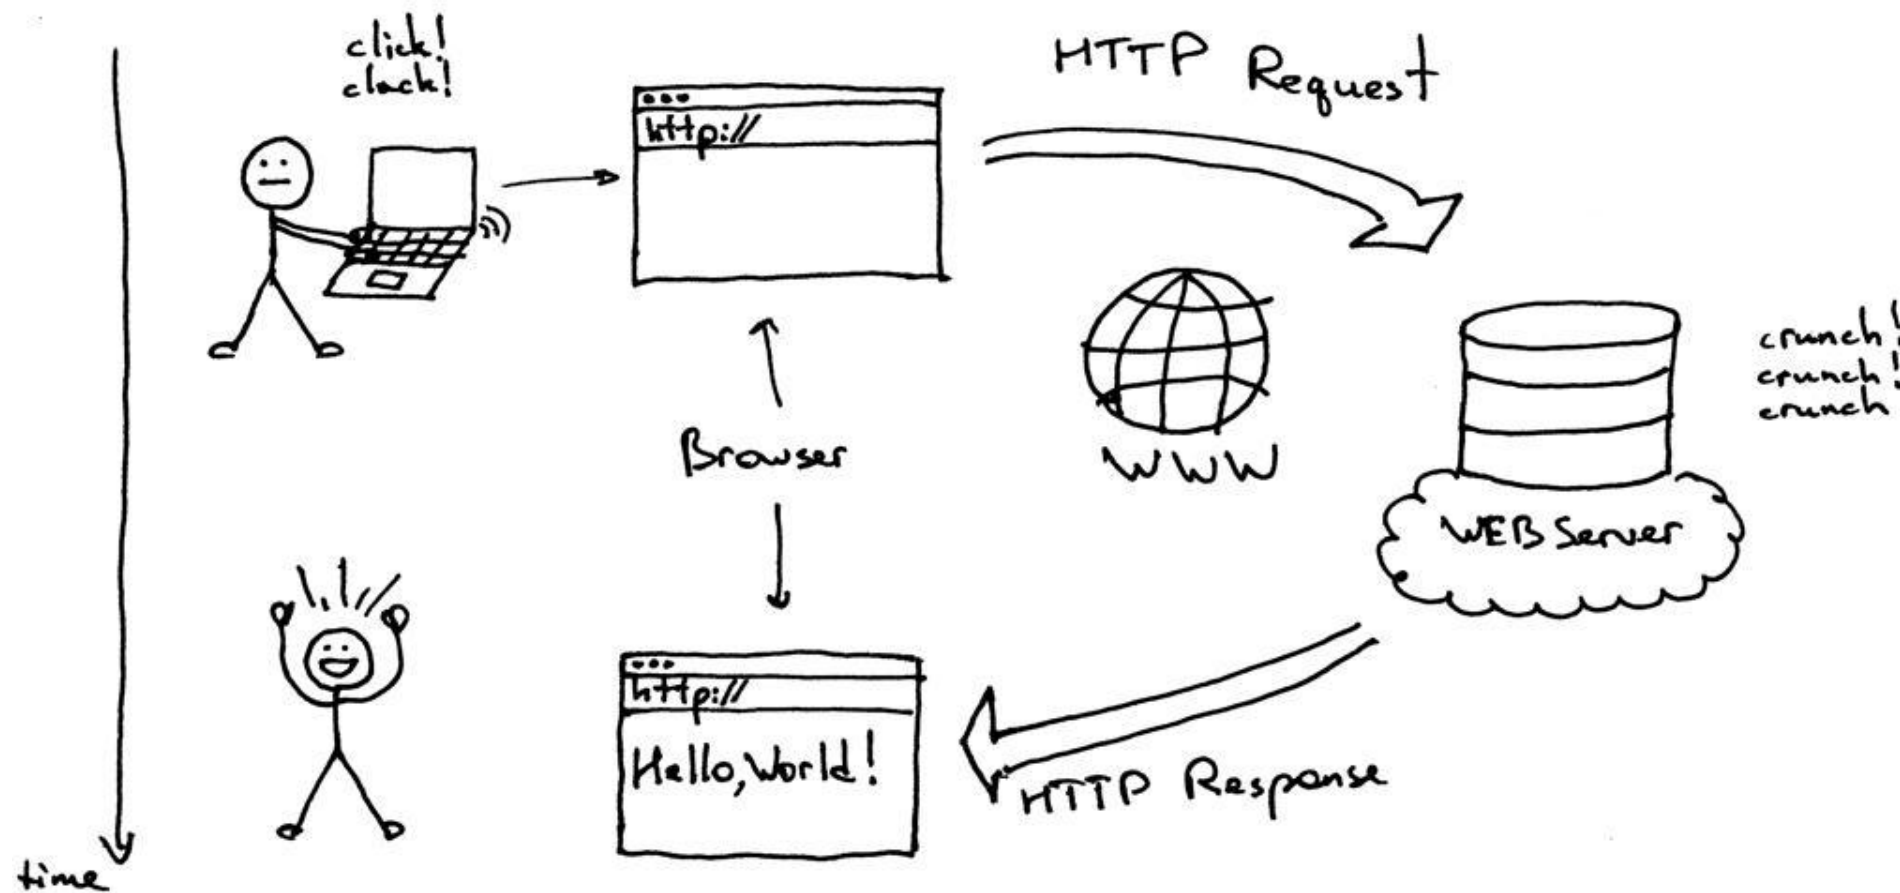 click!
clack!
HTTP Request
http://
crunch!
crunch!
crunch
Browser
WWW
WEB Server
http://
Hello, World!
HTTP Response
time